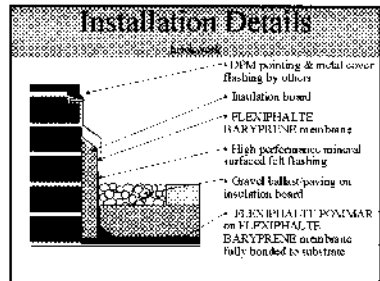 Installation Details
DPM pointing & metal cover
flashing by others
Insulation board
FLEXIPHALTE
BARYPRENE membrane
High performance mineral
surfaced felt flashing
Gravel ballast/paving on
insulation board
FLEXIPHALTE POMMAR
on FLEXIPHALTE
BARYPRENE membrane
fully bonded to substrate